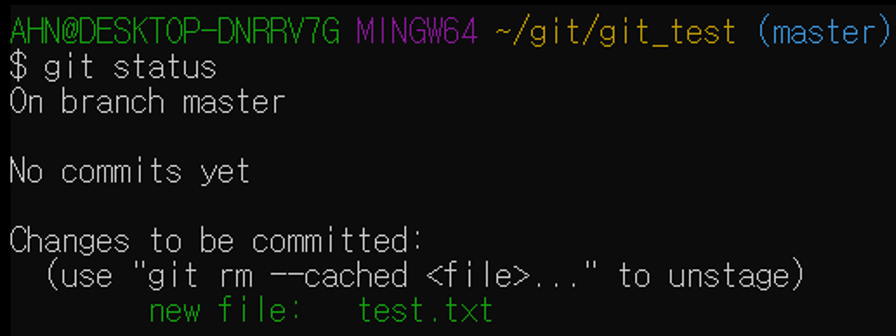 AHN@DESKTOP-DNRRV7G MINGW64 ~/git/git_test (master)
$ git status
On branch master
No commits yet
Changes to be committed:
(use "git rm --cached <file>..." to unstage)
new file: test.txt